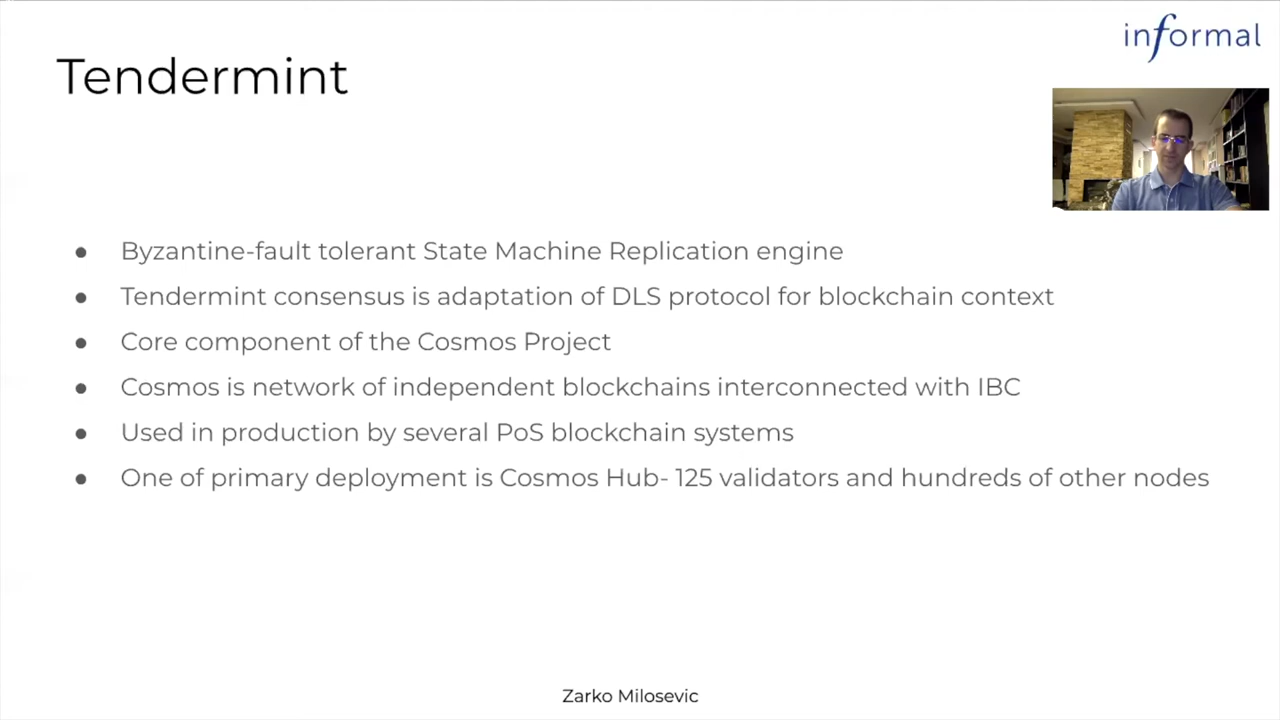 informal
Tendermint
● Byzantine-fault tolerant State Machine Replication engine
● Tendermint consensus is adaptation of DLS protocol for blockchain context
● Core component of the Cosmos Project
● Cosmos is network of independent blockchains interconnected with IBC
● Used in production by several PoS blockchain systems
● One of primary deployment is Cosmos Hub- 125 validators and hundreds of other nodes
Zarko Milosevic